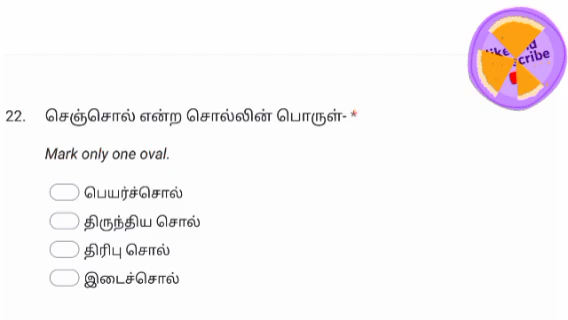 22. செஞ்சொல் என்ற சொல்லின் பொருள்- *
Mark only one oval.
பெயர்ச்சொல்
திருந்திய சொல்
திரிபு சொல்
இடைச்சொல்